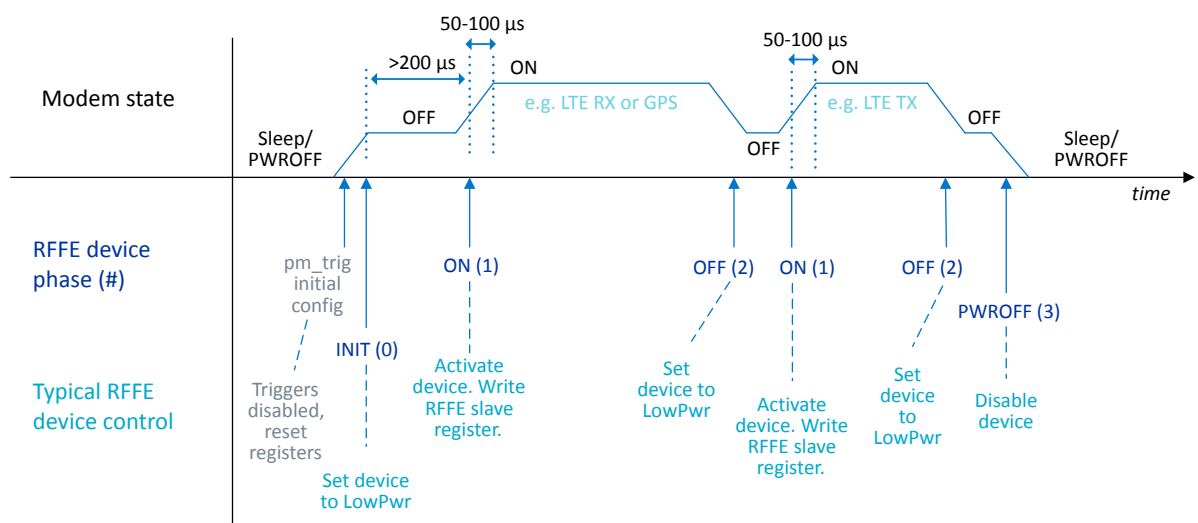 50-100 µs
50-100 µs
>200 µs
ON
ON
Modem state
e.g. LTE RX or GPS
e.g. LTE TX
OFF
OFF
OFF
Sleep/
PWROFF
Sleep/
PWROFF
time
RFFE device
phase (#)
pm_trig
initial
config
INIT (0)
ON (1)
OFF (2)
ON (1)
OFF (2)
PWROFF (3)
Typical RFFE
device control
Triggers
disabled,
reset
registers
Set device
to LowPwr
Activate
device. Write
RFFE slave
register.
Set
device to
LowPwr
Activate
device. Write
RFFE slave
register.
Set
device
to
LowPwr
Disable
device